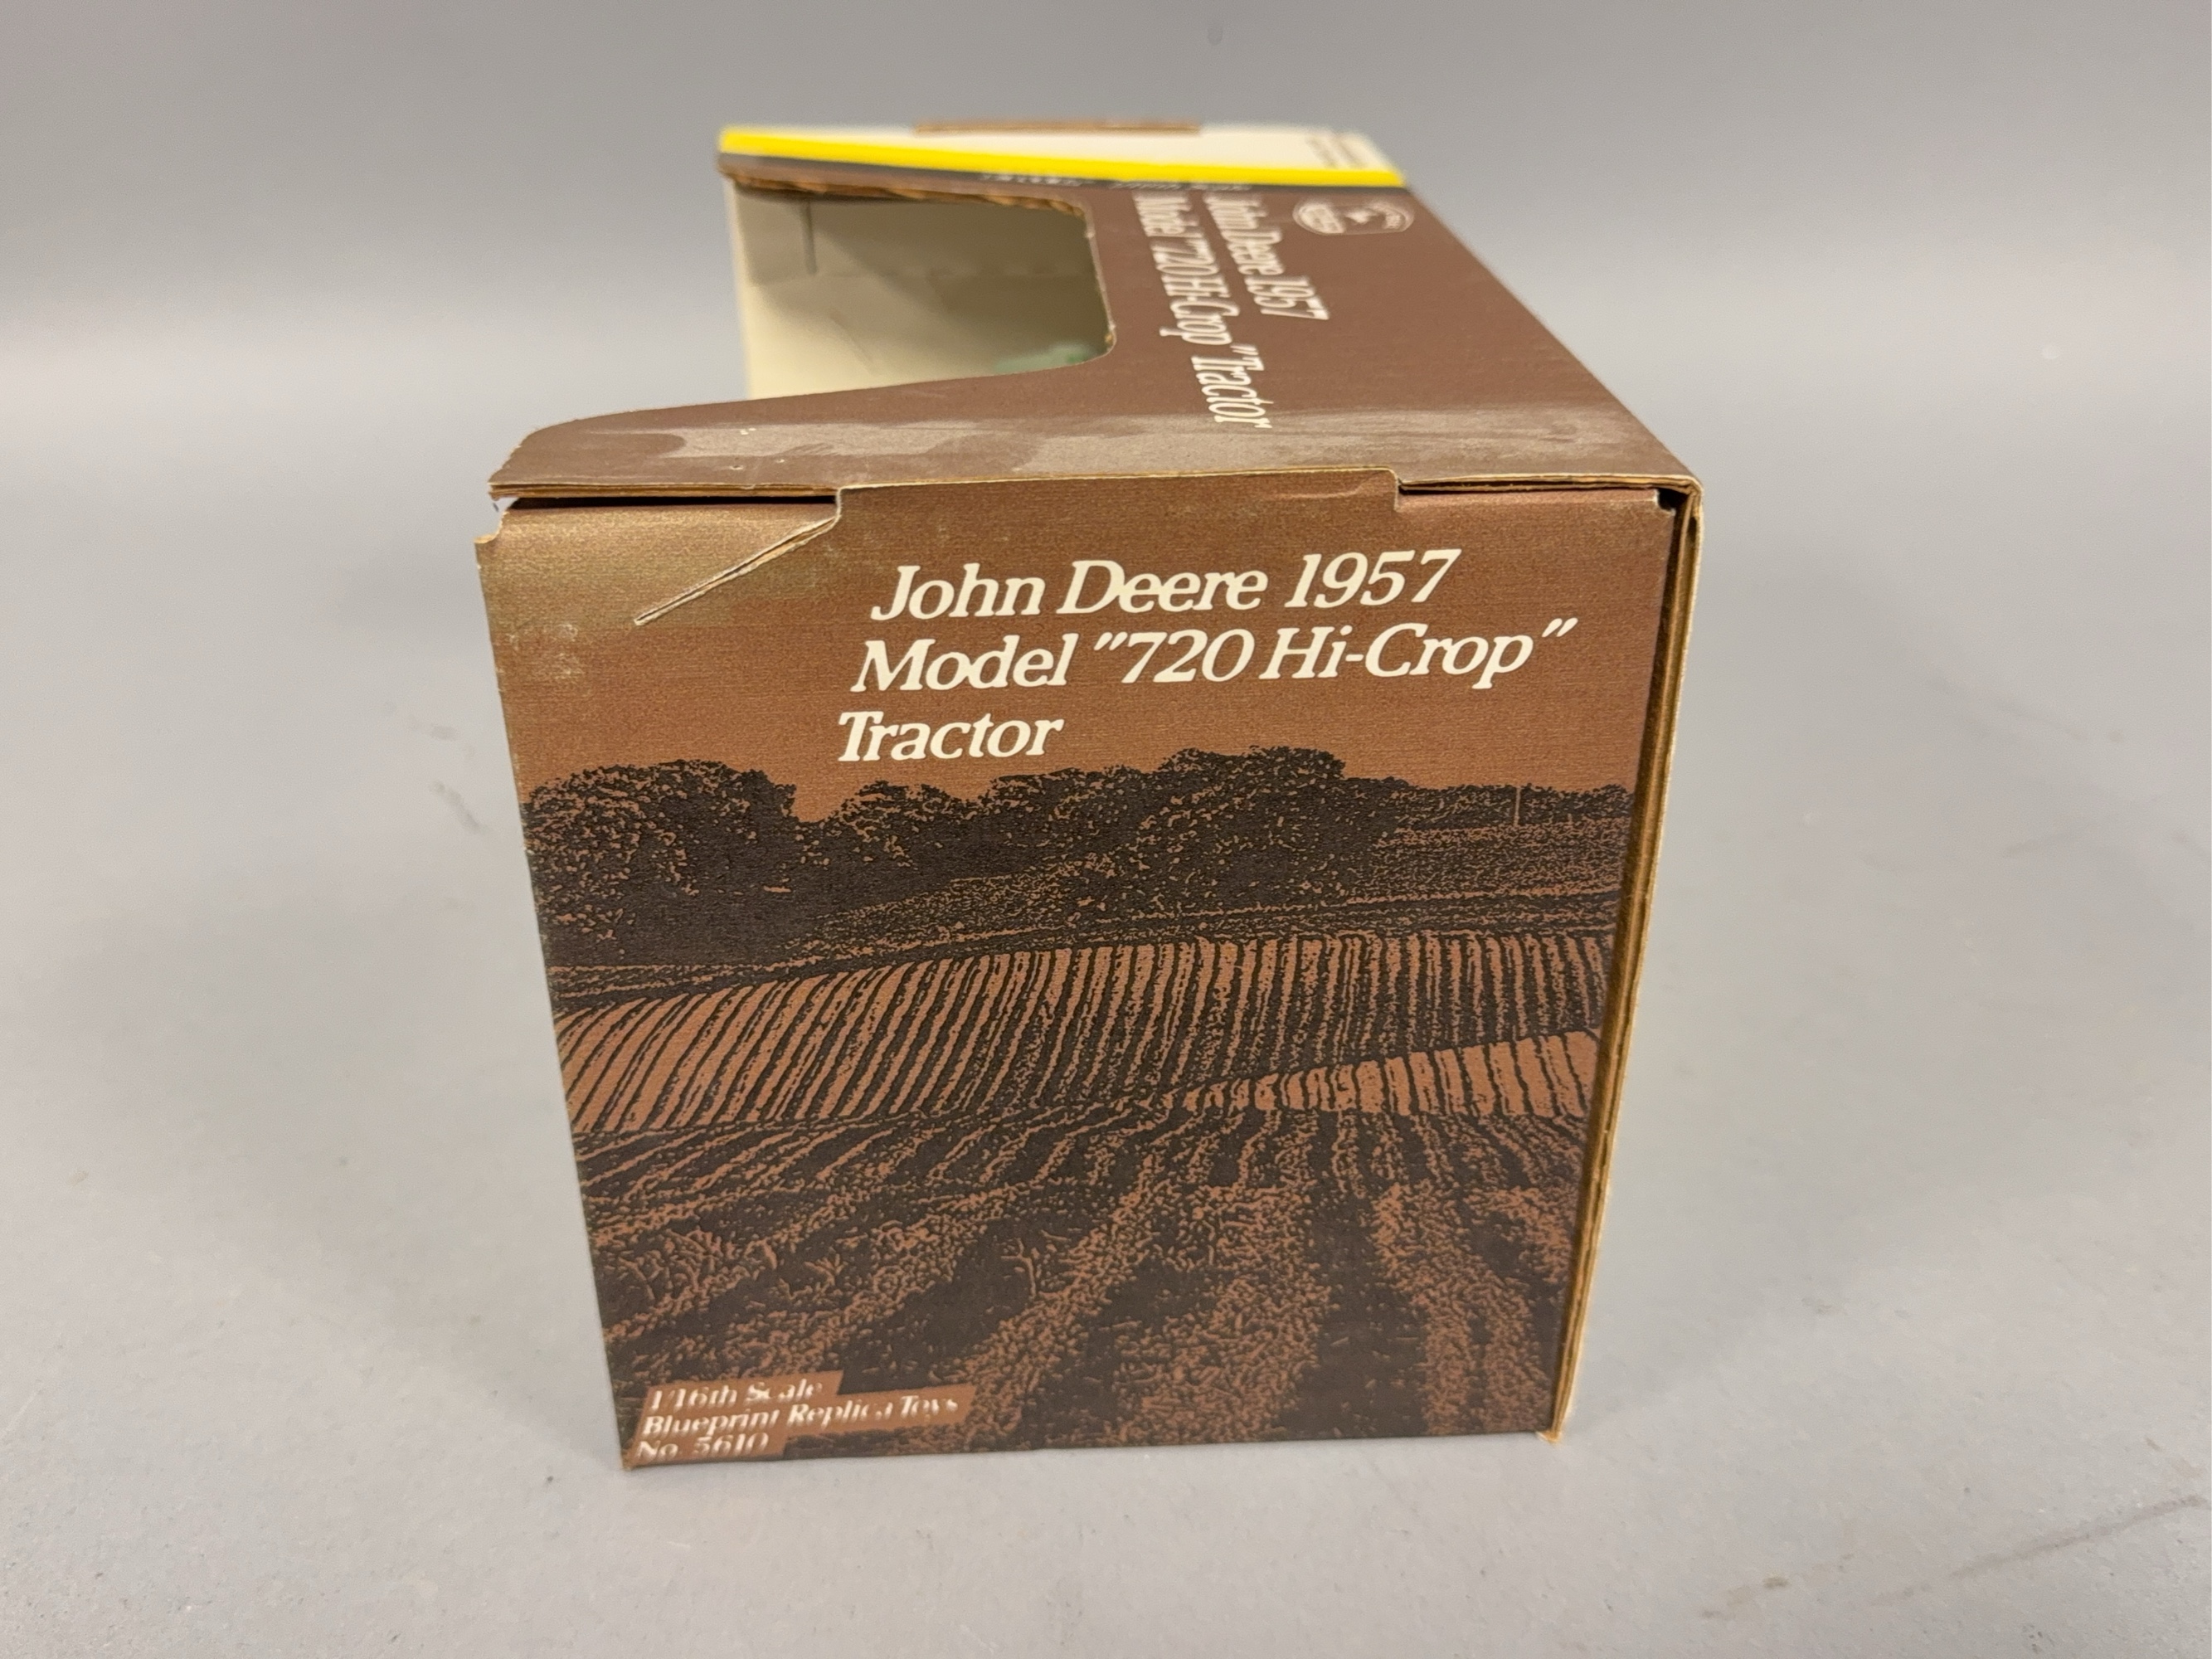 John Deere 1957
Model "720 Hi-Crop" Tractor
John Deere 1957
Model "720 Hi-Crop"
Tractor
1/16th Scale
Blueprint Replica Toys
No. 5610